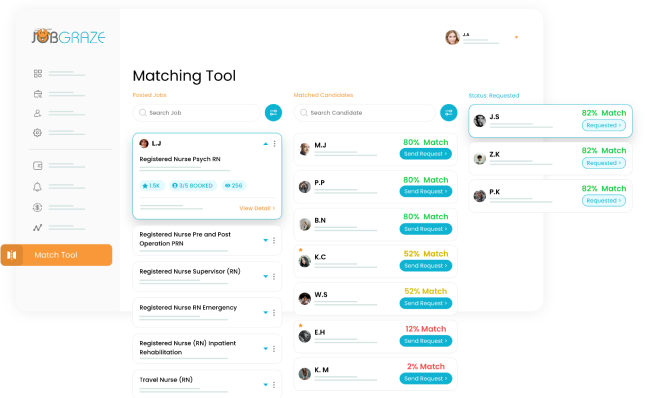 JOBGRAZE
J.A
Matching Tool
Posted Jobs
Search Job
L.J
Registered Nurse Psych RN
1.5K
3/5 BOOKED
256
View Detail >
Registered Nurse Pre and Post
Operation PRN
Registered Nurse Supervisor (RN)
Registered Nurse RN Emergency
Registered Nurse (RN) Inpatient
Rehabilitation
Travel Nurse (RN)
Matched Candidates
Search Candidate
M.J
80% Match
Send Request >
P.P
80% Match
Send Request >
B.N
80% Match
Send Request >
K.C
52% Match
Send Request >
W.S
52% Match
Send Request >
E.H
12% Match
Send Request >
K. M
2% Match
Send Request >
Status: Requested
J.S
82% Match
Requested >
Z.K
82% Match
Requested >
P.K
82% Match
Requested >
Match Tool